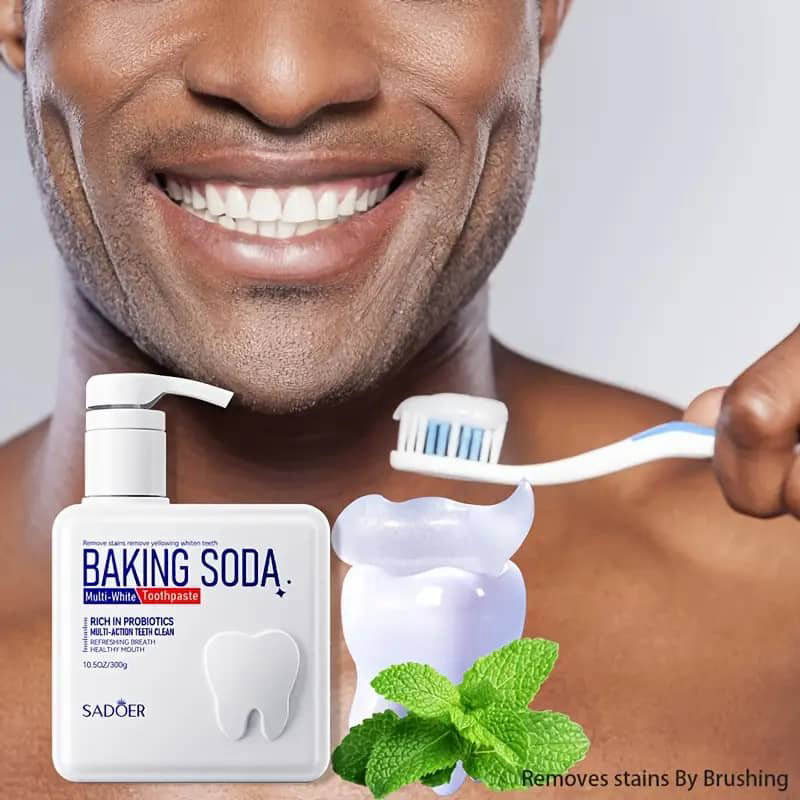 Remove stains remove yellowing whiten teeth
BAKING SODA
Multi-White Toothpaste
RICH IN PROBIOTICS
MULTI-ACTION TEETH CLEAN
REFRESHING BREATH
HEALTHY MOUTH
10.5OZ/300g
SADOER
Removes stains By Brushing